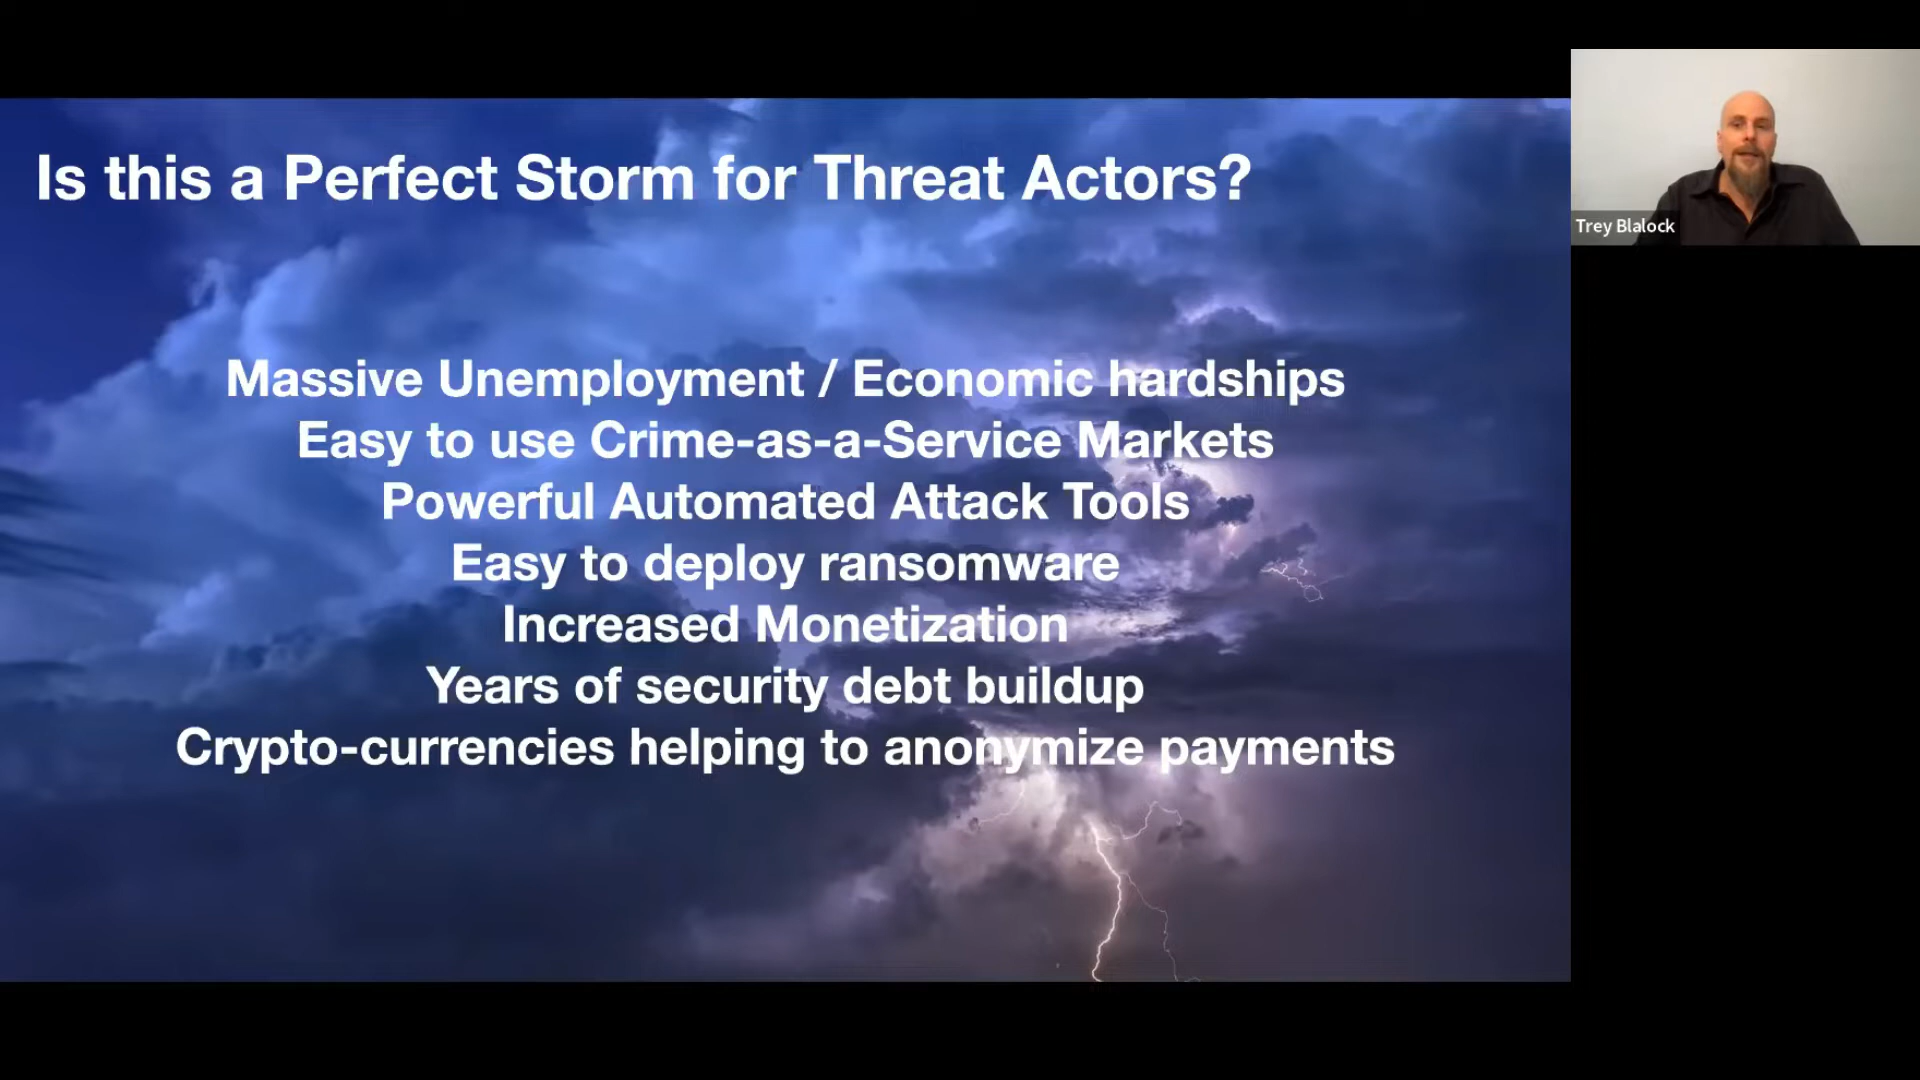 Is this a Perfect Storm for Threat Actors?
Massive Unemployment / Economic hardships
Easy to use Crime-as-a-Service Markets
Powerful Automated Attack Tools
Easy to deploy ransomware
Increased Monetization
Years of security debt buildup
Crypto-currencies helping to anonymize payments
Trey Blalock